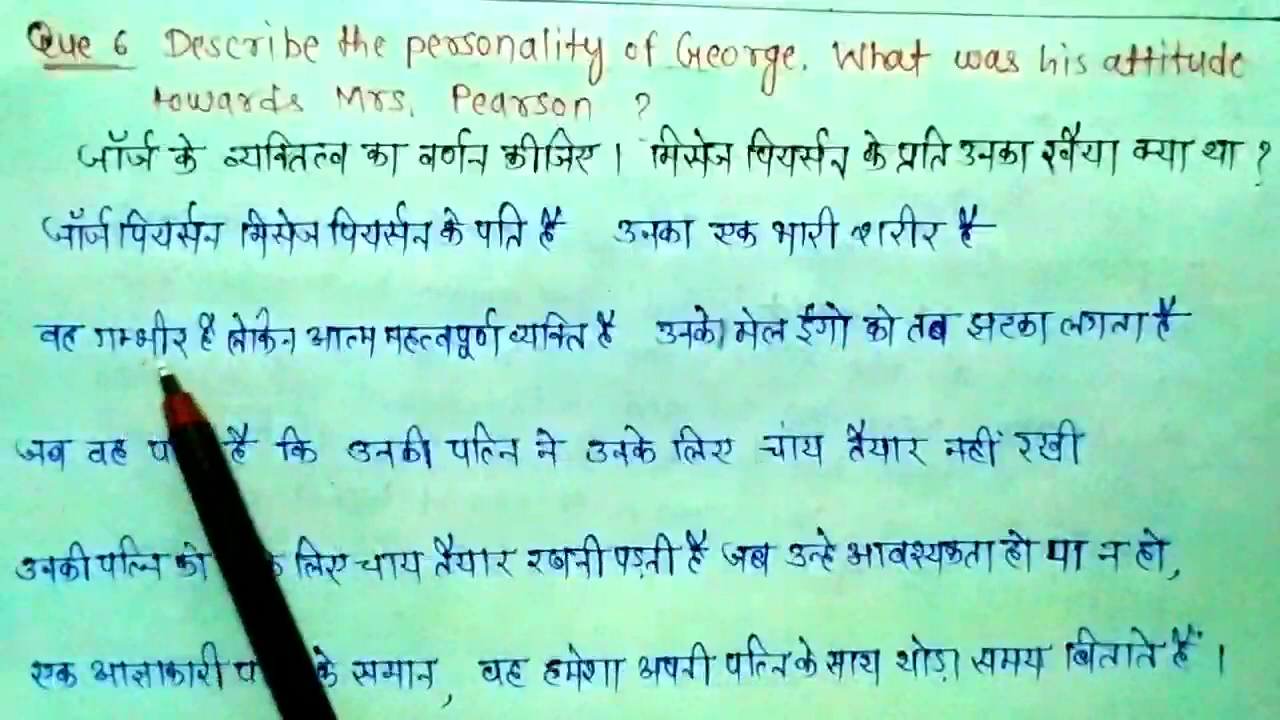 Que 6 Describe the personality of George. What was his attitude
towards Mrs. Pearson ?
जॉर्ज के व्यक्तित्व का वर्णन कीजिए । मिसेज पियर्सन के प्रति उनका रवैया क्या था ?
जॉर्ज पियर्सन मिसेज पियर्सन के पति है उनका एक भारी शरीर है
वह गम्भीर है लेकिन आत्म महत्वपूर्ण व्यक्ति है उनके मेल ईगो को तब झटका लगता है
जब वह है कि उनकी पत्नि ने उनके लिए चाय तैयार नहीं रखी
उनकी पत्नि को लिए चाय तैयार रखनी पड़ती है जब उन्हे आवश्यकता हो या न हो,
एक आज्ञाकारी के समान, वह हमेशा अपनी पत्नि के साथ थोड़ा समय बिताते हैं ।